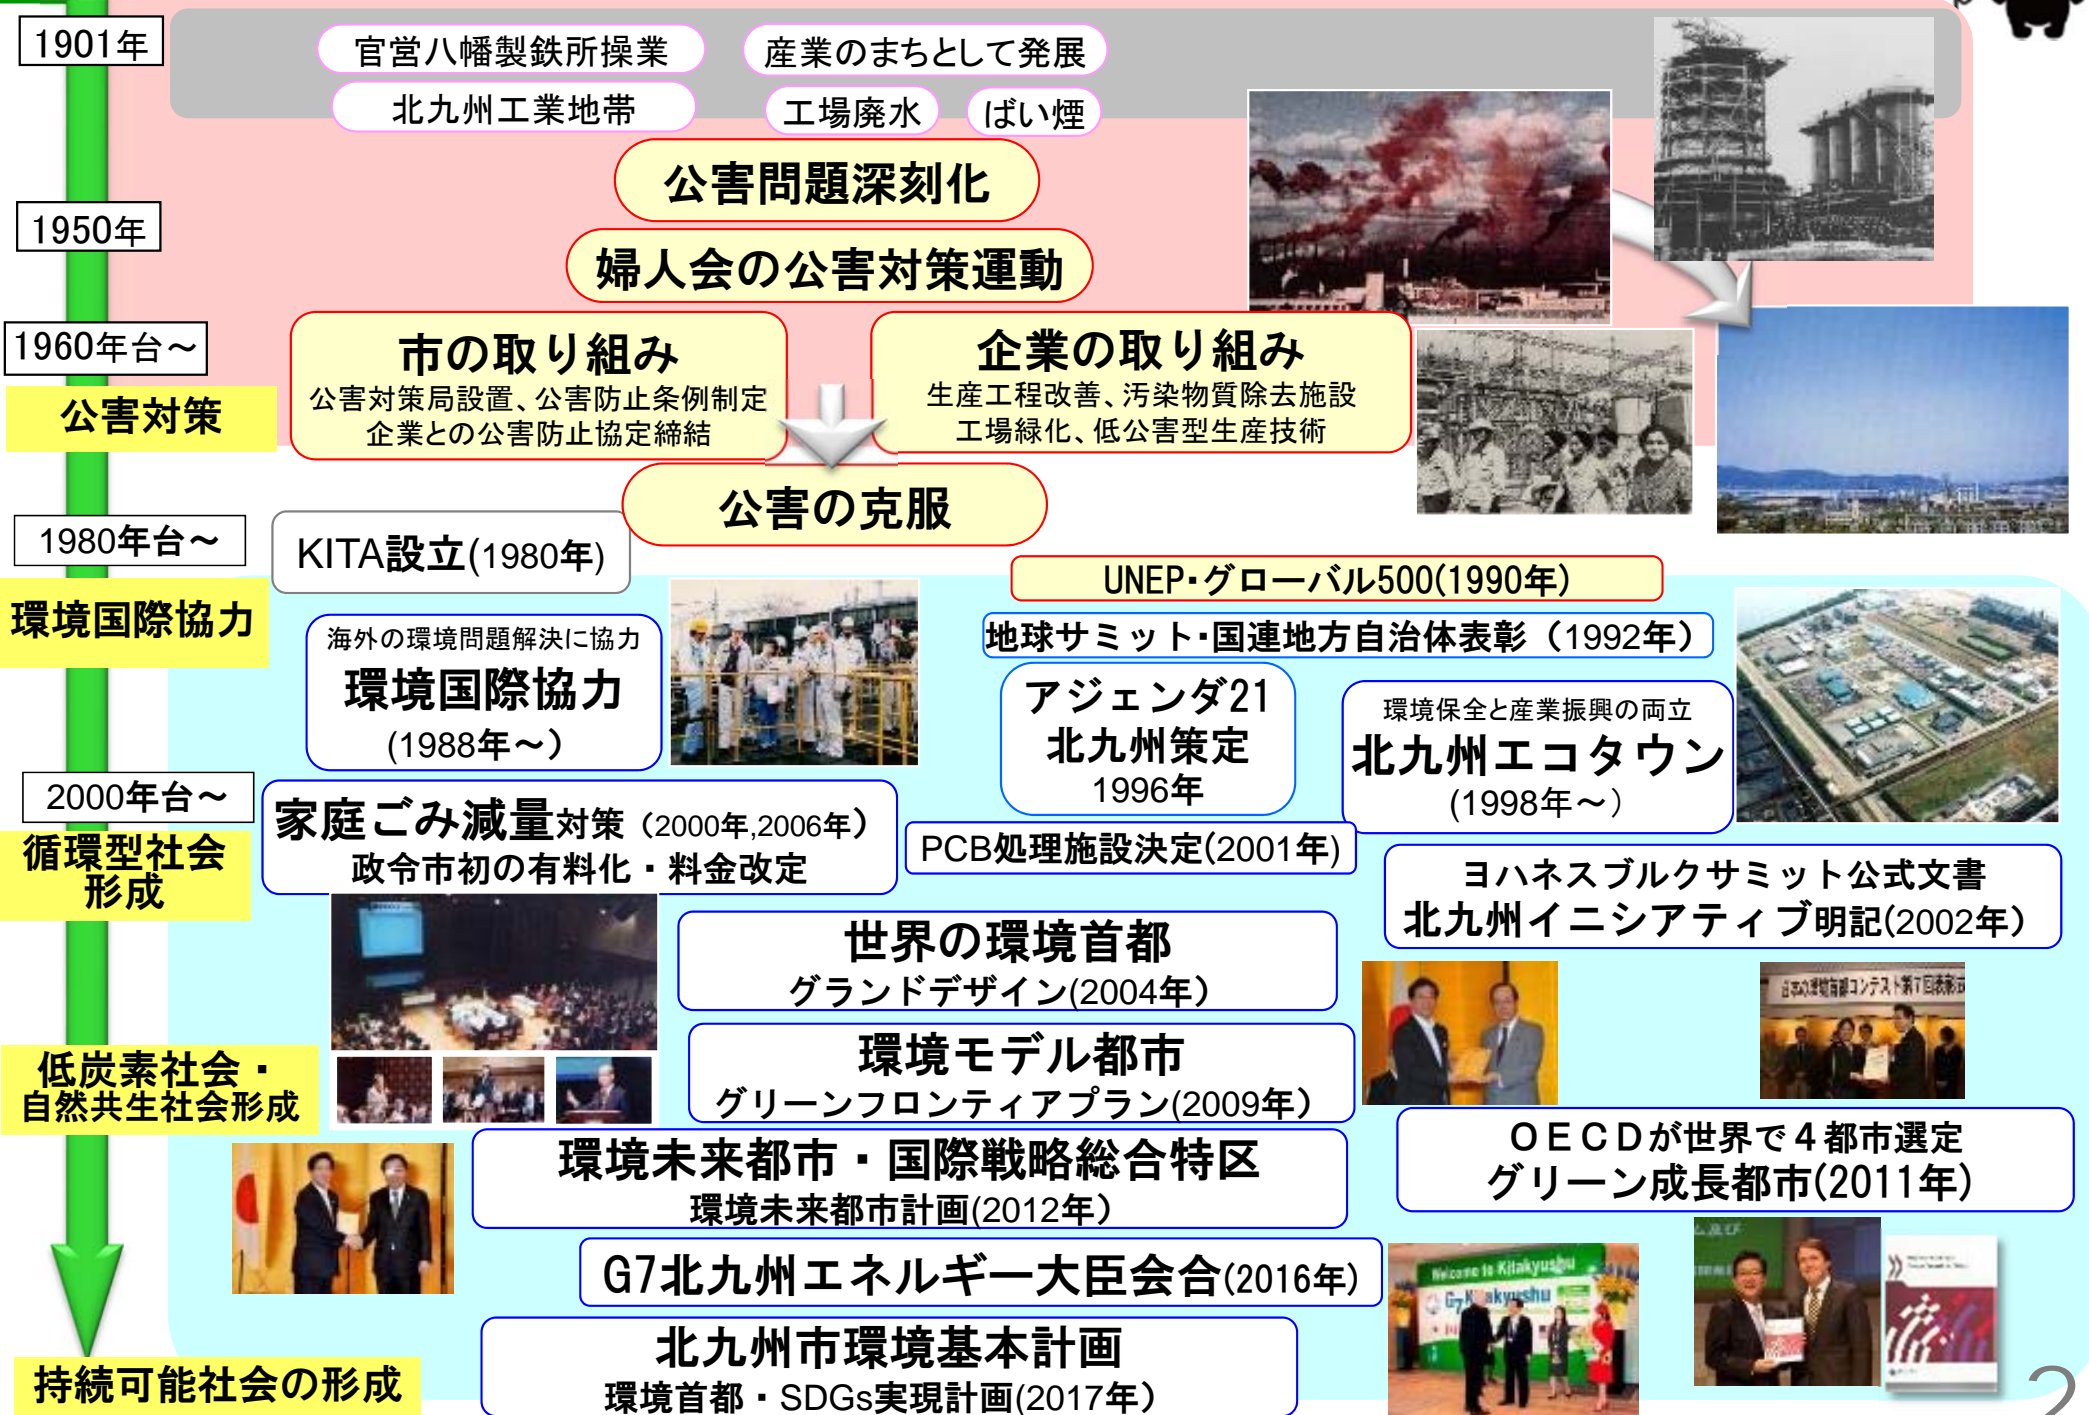 1901年
官営八幡製鉄所操業
産業のまちとして発展
北九州工業地帯
工場廃水
ばい煙
公害問題深刻化
1950年
婦人会の公害対策運動
1960年台～
公害対策
市の取り組み
公害対策局設置、公害防止条例制定
企業との公害防止協定締結
企業の取り組み
生産工程改善、汚染物質除去施設
工場緑化、低公害型生産技術
公害の克服
1980年台～
環境国際協力
KITA設立(1980年)
UNEP・グローバル500(1990年)
地球サミット・国連地方自治体表彰（1992年）
海外の環境問題解決に協力
環境国際協力
(1988年～)
アジェンダ21
北九州策定
1996年
環境保全と産業振興の両立
北九州エコタウン
(1998年～)
2000年台～
循環型社会
形成
家庭ごみ減量対策（2000年,2006年）
政令市初の有料化・料金改定
PCB処理施設決定(2001年)
ヨハネスブルクサミット公式文書
北九州イニシアティブ明記(2002年)
世界の環境首都
グランドデザイン(2004年)
日本の環境首都コンテスト第7回表彰式
低炭素社会・
自然共生社会形成
環境モデル都市
グリーンフロンティアプラン(2009年)
環境未来都市・国際戦略総合特区
環境未来都市計画(2012年)
ＯＥＣＤが世界で４都市選定
グリーン成長都市(2011年)
G7北九州エネルギー大臣会合(2016年)
Welcome to Kitakyushu
G7 Kitakyushu
持続可能社会の形成
北九州市環境基本計画
環境首都・SDGs実現計画(2017年)
2